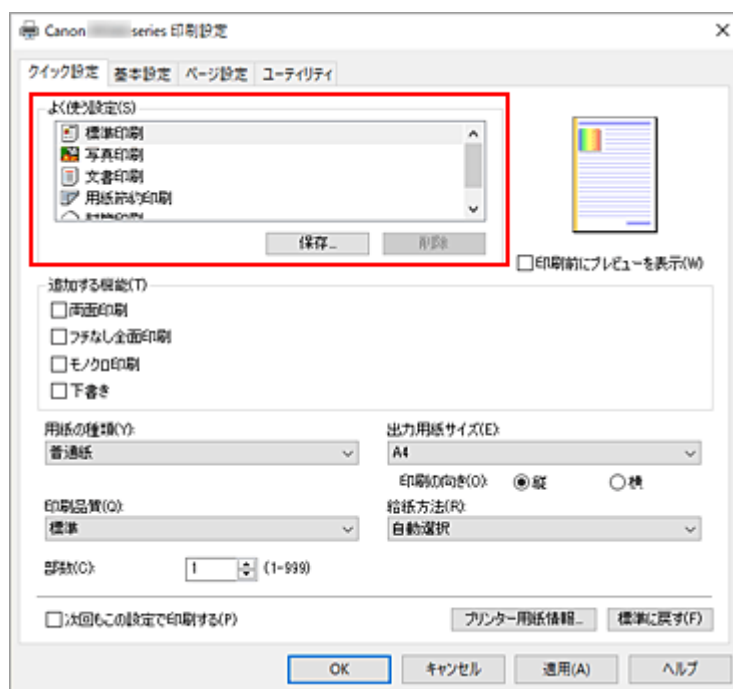 Canon series 印刷設定
クイック設定 基本設定 ページ設定 ユーティリティ
よく使う設定(S)
標準印刷
写真印刷
文書印刷
用紙節約印刷
保存... 削除
印刷前にプレビューを表示(W)
追加する機能(T)
両面印刷
フチなし全面印刷
モノクロ印刷
下書き
用紙の種類(Y): 出力用紙サイズ(E):
普通紙 A4
印刷の向き(O): 縦 横
印刷品質(Q): 給紙方法(R):
標準 自動選択
部数(C): 1 (1-999)
次回もこの設定で印刷する(P) プリンター用紙情報... 標準に戻す(F)
OK キャンセル 適用(A) ヘルプ